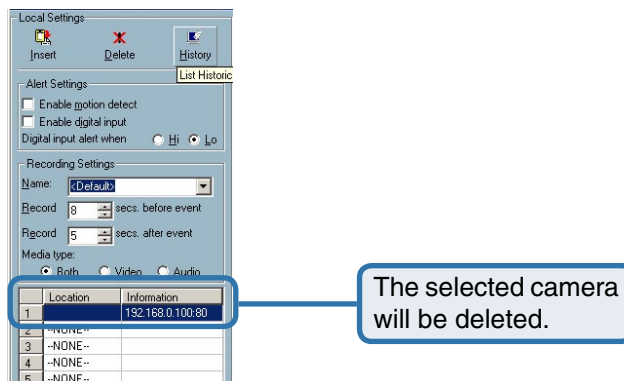 Local Settings
Insert Delete History
List Historic
Alert Settings
Enable motion detect
Enable digital input
Digital input alert when Hi Lo
Recording Settings
Name: <Default>
Record 8 secs. before event
Record 5 secs. after event
Media type:
Both Video Audio
Location Information
1 192.168.0.100:80
2 --NONE--
3 --NONE--
4 --NONE--
5 --NONE--
The selected camera
will be deleted.